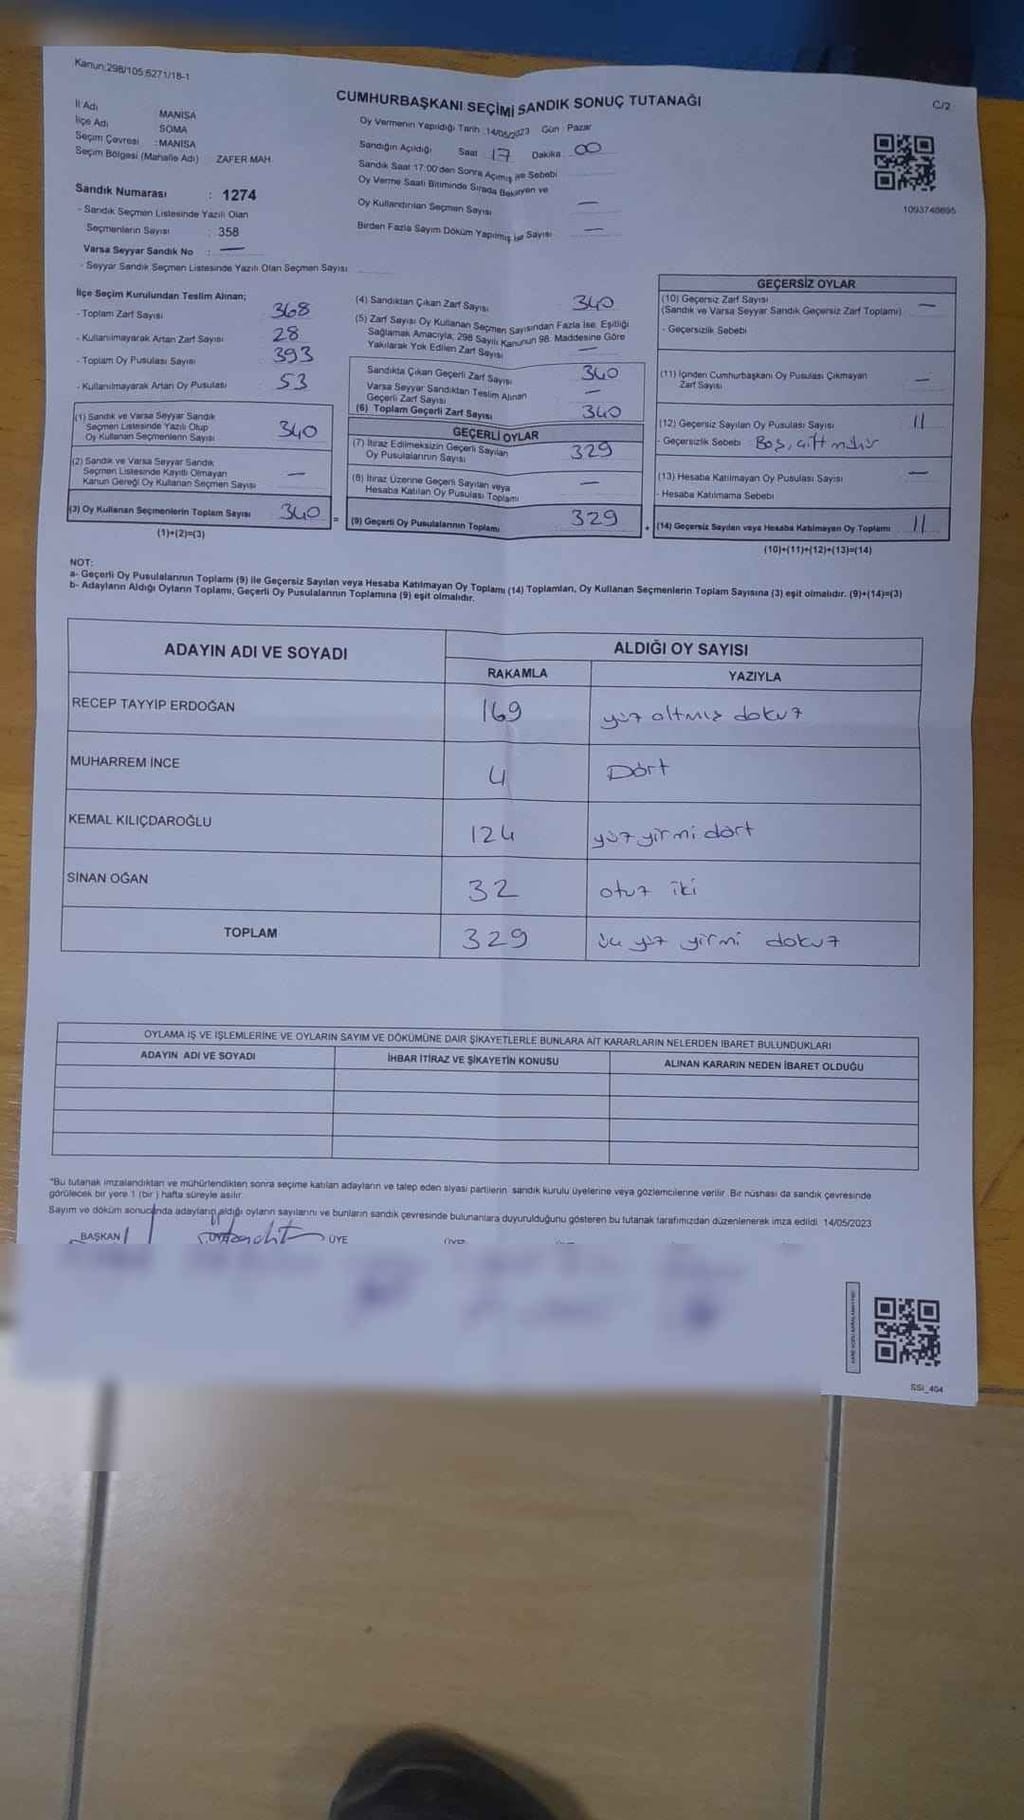 Kanun:298/105;6271/18-1
CUMHURBAŞKANI SEÇİMİ SANDIK SONUÇ TUTANAĞI
C/2
İl Adı MANİSA
İlçe Adı SOMA
Seçim Çevresi : MANİSA
Seçim Bölgesi (Mahalle Adı) ZAFER MAH.
Oy Vermenin Yapıldığı Tarih :14/05/2023 Gün : Pazar
Sandığın Açıldığı Saat 17 Dakika 00
Sandık Saat 17:00'den Sonra Açılmış ise Sebebi
Oy Verme Saati Bitiminde Sırada Bekleyen ve
Oy Kullandırılan Seçmen Sayısı —
Birden Fazla Sayım Döküm Yapılmış ise Sayısı —
1093748695
Sandık Numarası : 1274
- Sandık Seçmen Listesinde Yazılı Olan
Seçmenlerin Sayısı : 358
Varsa Seyyar Sandık No : —
- Seyyar Sandık Seçmen Listesinde Yazılı Olan Seçmen Sayısı
İlçe Seçim Kurulundan Teslim Alınan;
- Toplam Zarf Sayısı 368
- Kullanılmayarak Artan Zarf Sayısı 28
- Toplam Oy Pusulası Sayısı 393
- Kullanılmayarak Artan Oy Pusulası 53
(1) Sandık ve Varsa Seyyar Sandık
Seçmen Listesinde Yazılı Olup
Oy Kullanan Seçmenlerin Sayısı 340
(2) Sandık ve Varsa Seyyar Sandık
Seçmen Listesinde Kayıtlı Olmayan
Kanun Gereği Oy Kullanan Seçmen Sayısı —
(3) Oy Kullanan Seçmenlerin Toplam Sayısı 340
(1)+(2)=(3)
(4) Sandıktan Çıkan Zarf Sayısı 340
(5) Zarf Sayısı Oy Kullanan Seçmen Sayısından Fazla İse, Eşitliği
Sağlamak Amacıyla, 298 Sayılı Kanunun 98. Maddesine Göre
Yakılarak Yok Edilen Zarf Sayısı —
Sandıkta Çıkan Geçerli Zarf Sayısı 340
Varsa Seyyar Sandıktan Teslim Alınan
Geçerli Zarf Sayısı —
(6) Toplam Geçerli Zarf Sayısı 340
GEÇERLİ OYLAR
(7) İtiraz Edilmeksizin Geçerli Sayılan
Oy Pusulalarının Sayısı 329
(8) İtiraz Üzerine Geçerli Sayılan veya
Hesaba Katılan Oy Pusulası Toplamı —
= (9) Geçerli Oy Pusulalarının Toplamı 329
GEÇERSİZ OYLAR
(10) Geçersiz Zarf Sayısı
(Sandık ve Varsa Seyyar Sandık Geçersiz Zarf Toplamı) —
- Geçersizlik Sebebi
(11) İçinden Cumhurbaşkanı Oy Pusulası Çıkmayan
Zarf Sayısı —
(12) Geçersiz Sayılan Oy Pusulası Sayısı 11
- Geçersizlik Sebebi Boş, çift mühür
(13) Hesaba Katılmayan Oy Pusulası Sayısı —
- Hesaba Katılmama Sebebi
+ (14) Geçersiz Sayılan veya Hesaba Katılmayan Oy Toplamı 11
(10)+(11)+(12)+(13)=(14)
NOT:
a- Geçerli Oy Pusulalarının Toplamı (9) ile Geçersiz Sayılan veya Hesaba Katılmayan Oy Toplamı (14) Toplamları, Oy Kullanan Seçmenlerin Toplam Sayısına (3) eşit olmalıdır. (9)+(14)=(3)
b- Adayların Aldığı Oyların Toplamı; Geçerli Oy Pusulalarının Toplamına (9) eşit olmalıdır.
ADAYIN ADI VE SOYADI
ALDIĞI OY SAYISI
RAKAMLA YAZIYLA
RECEP TAYYİP ERDOĞAN 169 yüz altmış dokuz
MUHARREM İNCE 4 Dört
KEMAL KILIÇDAROĞLU 124 yüz yirmi dört
SİNAN OĞAN 32 otuz iki
TOPLAM 329 üç yüz yirmi dokuz
OYLAMA İŞ VE İŞLEMLERİNE VE OYLARIN SAYIM VE DÖKÜMÜNE DAİR ŞİKAYETLERLE BUNLARA AİT KARARLARIN NELERDEN İBARET BULUNDUKLARI
ADAYIN ADI VE SOYADI İHBAR İTİRAZ VE ŞİKAYETİN KONUSU ALINAN KARARIN NEDEN İBARET OLDUĞU
"Bu tutanak imzalandıktan ve mühürlendikten sonra seçime katılan adayların ve talep eden siyasi partilerin sandık kurulu üyelerine veya gözlemcilerine verilir. Bir nüshası da sandık çevresinde
görülecek bir yere 1 (bir) hafta süreyle asılır.
Sayım ve döküm sonucunda adayların aldığı oyların sayılarını ve bunların sandık çevresinde bulunanlara duyurulduğunu gösteren bu tutanak tarafımızdan düzenlenerek imza edildi. 14/05/2023
BAŞKAN ÜYE
SSİ_404